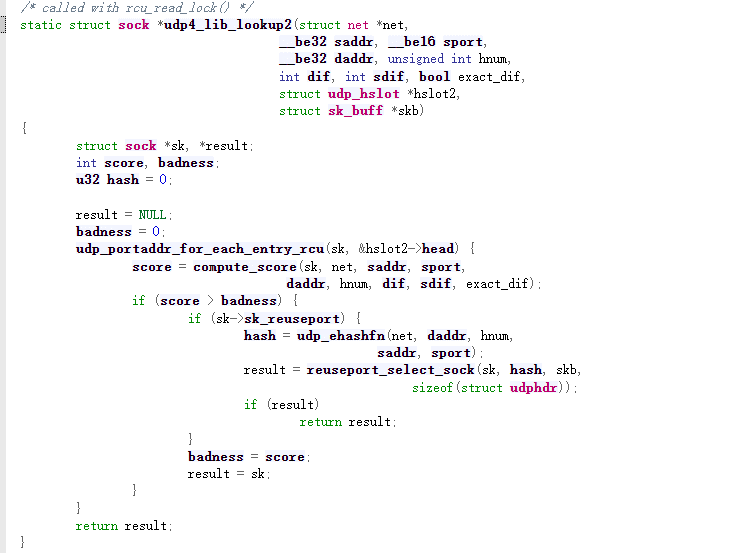 /* called with rcu_read_lock() */
static struct sock *udp4_lib_lookup2(struct net *net,
                                     __be32 saddr, __be16 sport,
                                     __be32 daddr, unsigned int hnum,
                                     int dif, int sdif, bool exact_dif,
                                     struct udp_hslot *hslot2,
                                     struct sk_buff *skb)
{
        struct sock *sk, *result;
        int score, badness;
        u32 hash = 0;

        result = NULL;
        badness = 0;
        udp_portaddr_for_each_entry_rcu(sk, &hslot2->head) {
                score = compute_score(sk, net, saddr, sport,
                                      daddr, hnum, dif, sdif, exact_dif);
                if (score > badness) {
                        if (sk->sk_reuseport) {
                                hash = udp_ehashfn(net, daddr, hnum,
                                                   saddr, sport);
                                result = reuseport_select_sock(sk, hash, skb,
                                                        sizeof(struct udphdr));
                                if (result)
                                        return result;
                        }
                        badness = score;
                        result = sk;
                }
        }
        return result;
}